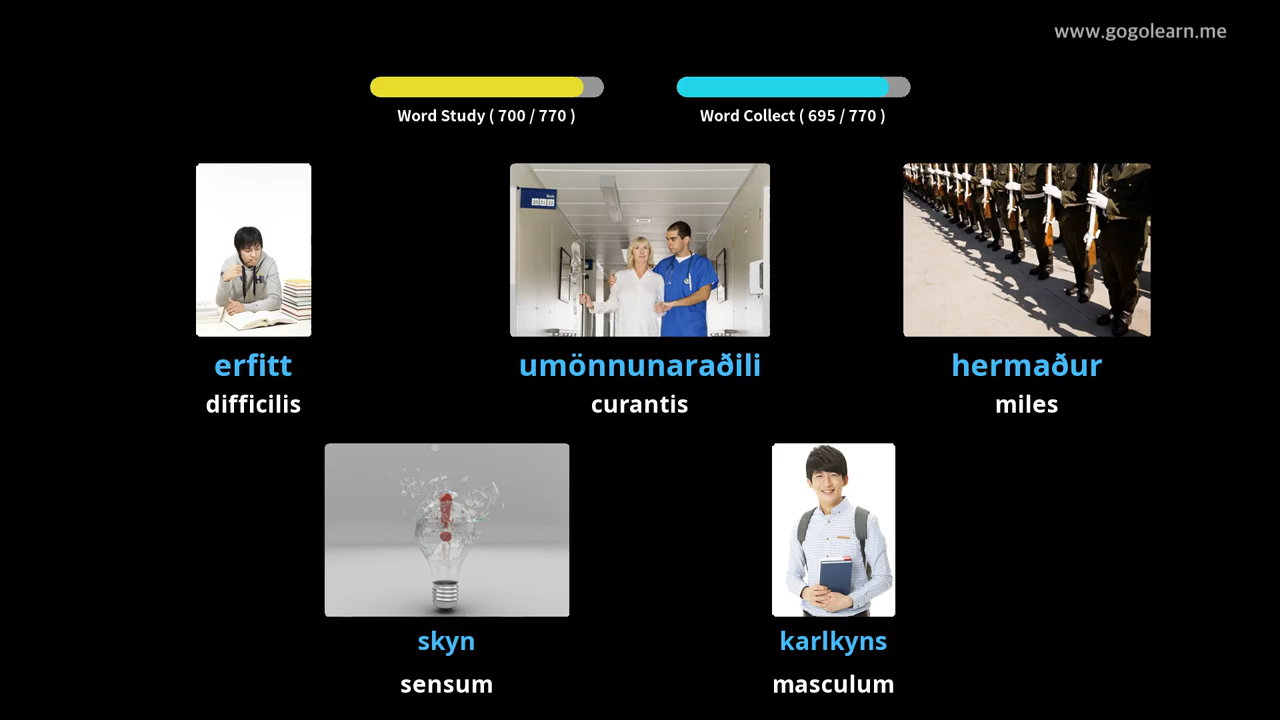 www.gogolearn.me
Word Study ( 700 / 770 )
Word Collect ( 695 / 770 )
erfitt
difficilis
umönnunaraðili
curantis
hermaður
miles
skyn
sensum
karlkyns
masculum